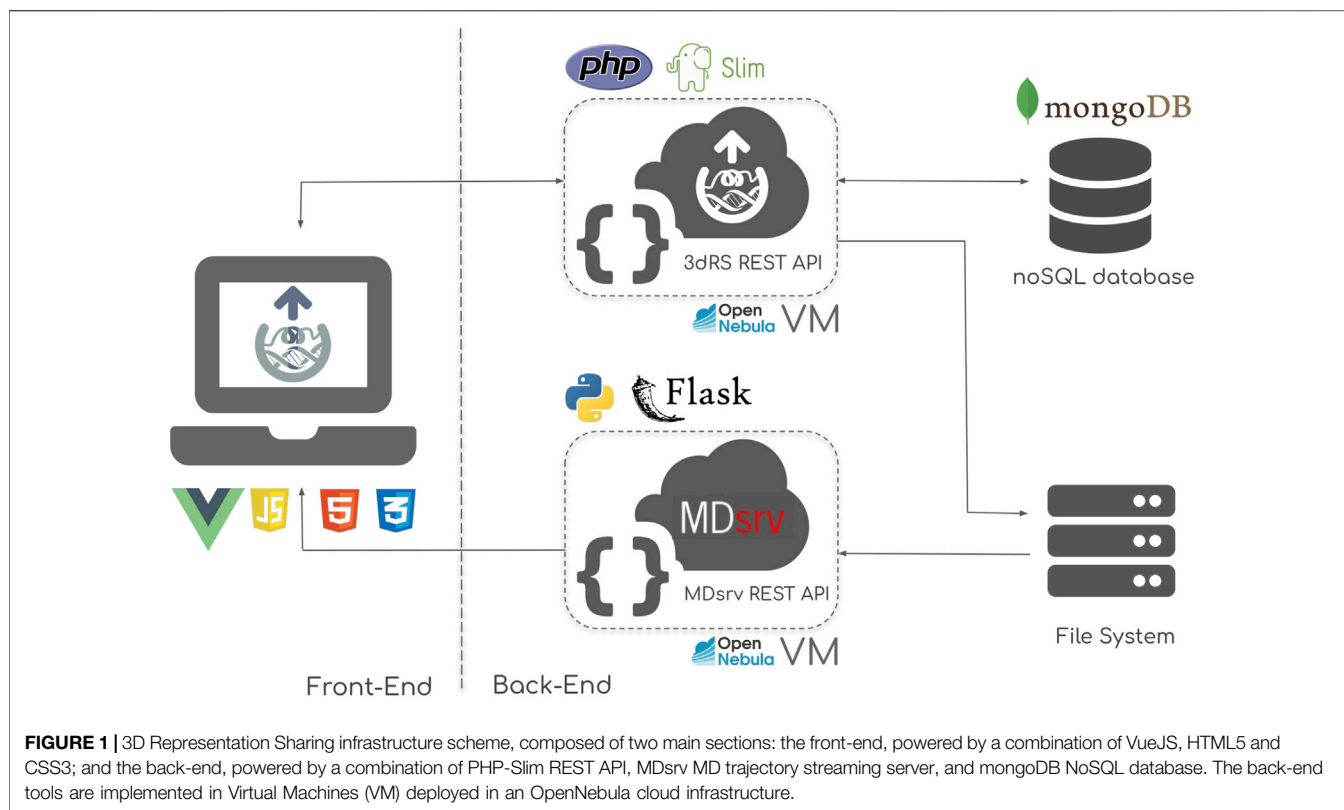 php Slim
mongoDB
{ } 3dRS REST API
noSQL database
Open Nebula VM
Flask
JS 5 3
MDsrv
{ } MDsrv REST API
File System
Open Nebula VM
Front-End Back-End
FIGURE 1 | 3D Representation Sharing infrastructure scheme, composed of two main sections: the front-end, powered by a combination of VueJS, HTML5 and
CSS3; and the back-end, powered by a combination of PHP-Slim REST API, MDsrv MD trajectory streaming server, and mongoDB NoSQL database. The back-end
tools are implemented in Virtual Machines (VM) deployed in an OpenNebula cloud infrastructure.